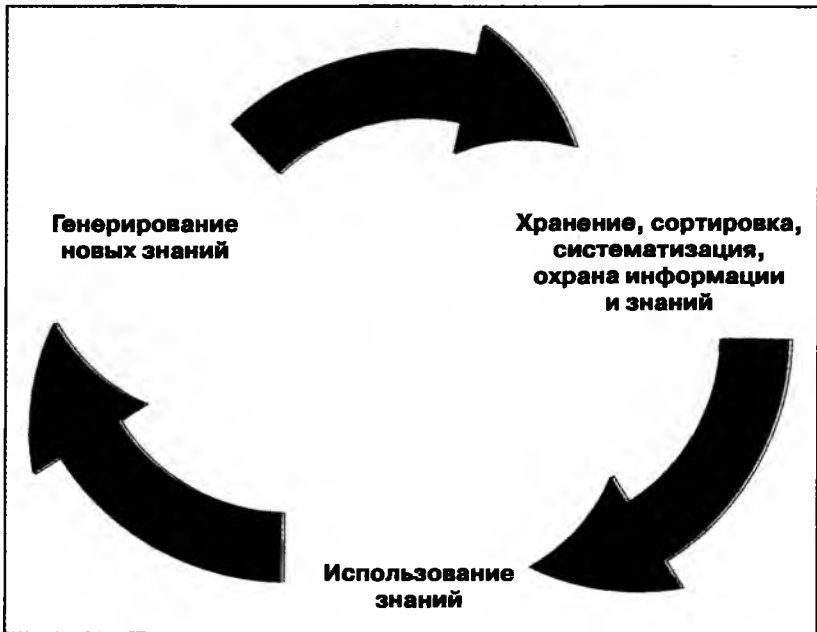 Генерирование
новых знаний
Хранение, сортировка,
систематизация,
охрана информации
и знаний
Использование
знаний